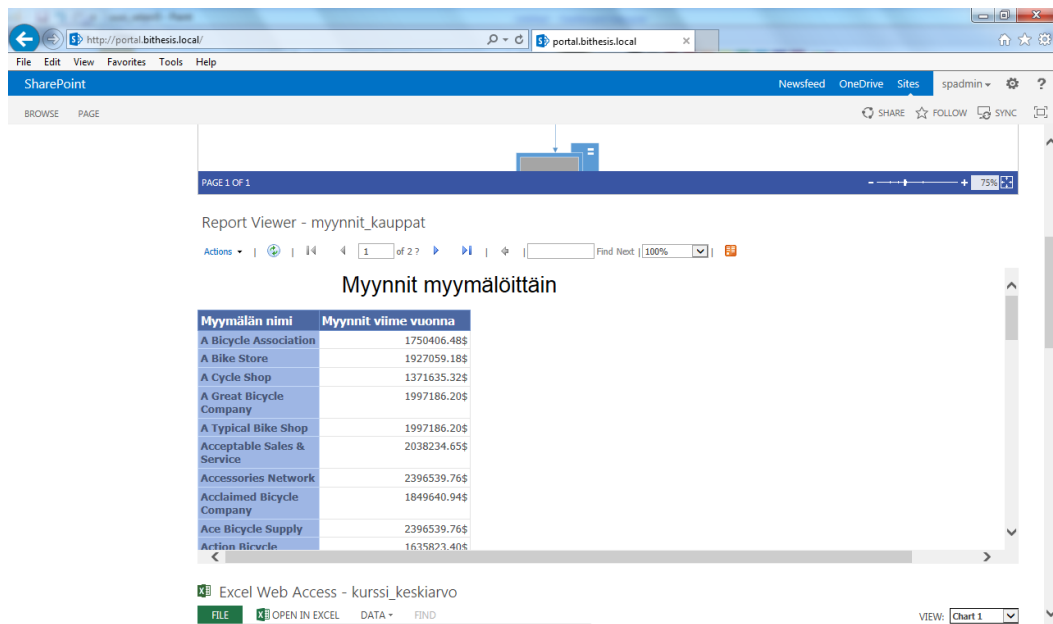 http://portal.bithesis.local/
portal.bithesis.local
File Edit View Favorites Tools Help
SharePoint
Newsfeed OneDrive Sites spadmin ?
BROWSE PAGE
SHARE FOLLOW SYNC
PAGE 1 OF 1
- + 75%
Report Viewer - myynnit_kauppat
Actions | | 1 of 2 ? | | Find Next | 100% |
Myynnit myymälöittäin
Myymälän nimi Myynnit viime vuonna
A Bicycle Association 1750406.48$
A Bike Store 1927059.18$
A Cycle Shop 1371635.32$
A Great Bicycle 1997186.20$
Company
A Typical Bike Shop 1997186.20$
Acceptable Sales & 2038234.65$
Service
Accessories Network 2396539.76$
Acclaimed Bicycle 1849640.94$
Company
Ace Bicycle Supply 2396539.76$
Action Bicycle 1635823.40$
Excel Web Access - kurssi_keskiarvo
FILE OPEN IN EXCEL DATA FIND
VIEW: Chart 1